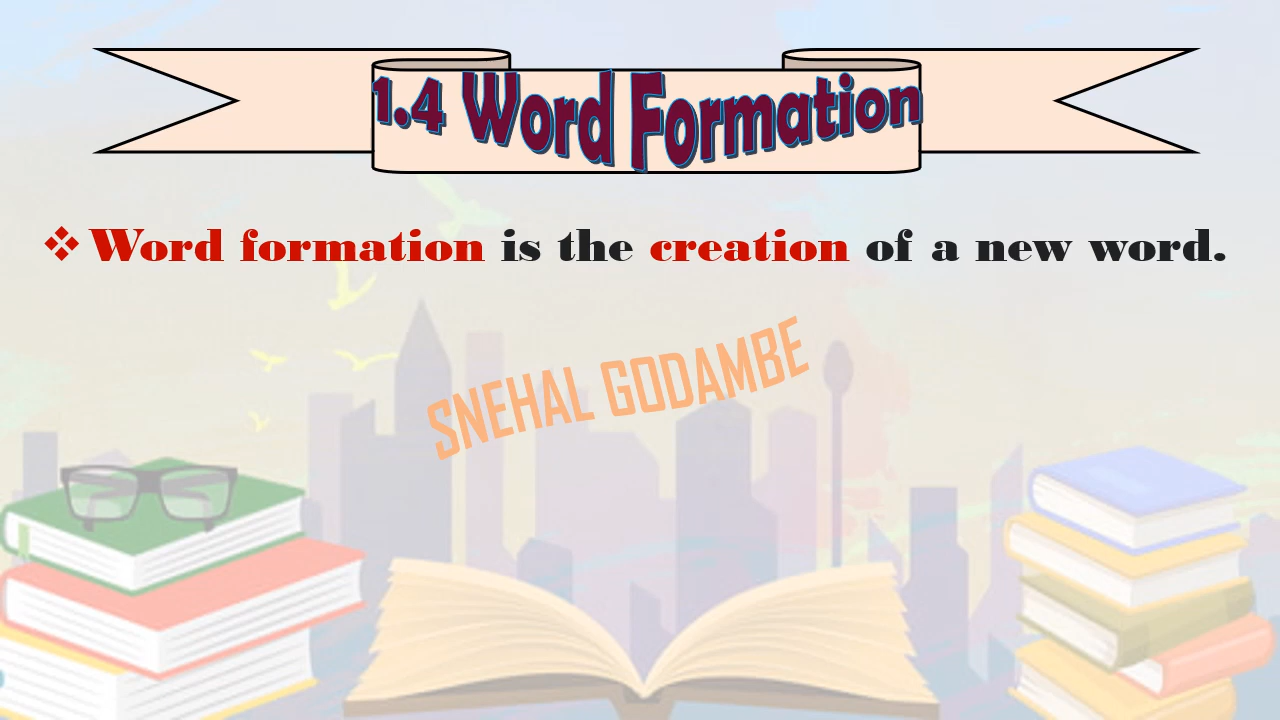 1.4 Word Formation
❖ Word formation is the creation of a new word.
SNEHAL GODAMBE